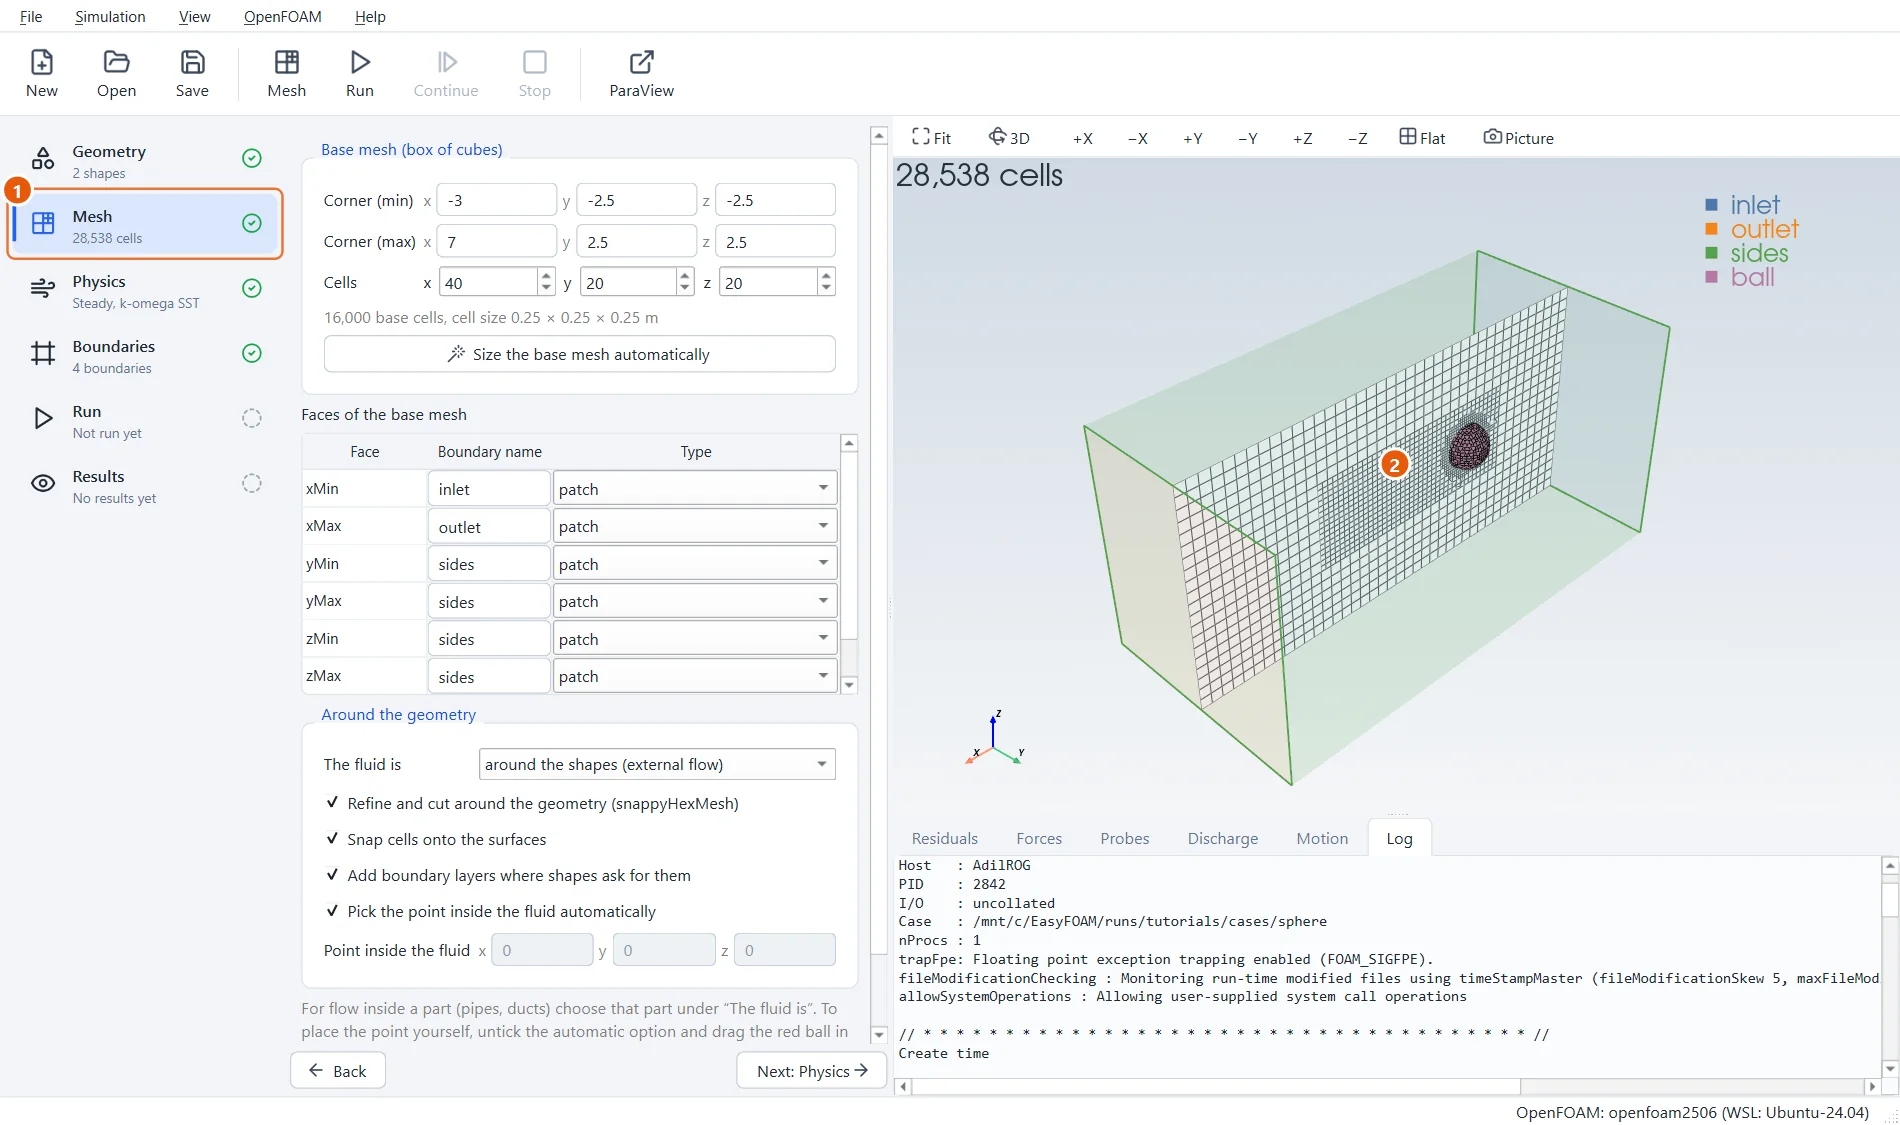 File Simulation View OpenFOAM Help
New Open Save Mesh Run Continue Stop ParaView
Geometry
2 shapes
1
Mesh
28,538 cells
Physics
Steady, k-omega SST
Boundaries
4 boundaries
Run
Not run yet
Results
No results yet
Base mesh (box of cubes)
Corner (min) x -3 y -2.5 z -2.5
Corner (max) x 7 y 2.5 z 2.5
Cells x 40 y 20 z 20
16,000 base cells, cell size 0.25 × 0.25 × 0.25 m
Size the base mesh automatically
Faces of the base mesh
Face Boundary name Type
xMin inlet patch
xMax outlet patch
yMin sides patch
yMax sides patch
zMin sides patch
zMax sides patch
Around the geometry
The fluid is around the shapes (external flow)
Refine and cut around the geometry (snappyHexMesh)
Snap cells onto the surfaces
Add boundary layers where shapes ask for them
Pick the point inside the fluid automatically
Point inside the fluid x 0 y 0 z 0
For flow inside a part (pipes, ducts) choose that part under “The fluid is”. To
place the point yourself, untick the automatic option and drag the red ball in
Back Next: Physics
Fit 3D +X −X +Y −Y +Z −Z Flat Picture
28,538 cells
inlet
outlet
sides
ball
2
Z
X Y
Residuals Forces Probes Discharge Motion Log
Host : AdilROG
PID : 2842
I/O : uncollated
Case : /mnt/c/EasyFOAM/runs/tutorials/cases/sphere
nProcs : 1
trapFpe: Floating point exception trapping enabled (FOAM_SIGFPE).
fileModificationChecking : Monitoring run-time modified files using timeStampMaster (fileModificationSkew 5, maxFileMod
allowSystemOperations : Allowing user-supplied system call operations
// * * * * * * * * * * * * * * * * * * * * * * * * * * * * * * * * * * * * * //
Create time
OpenFOAM: openfoam2506 (WSL: Ubuntu-24.04)